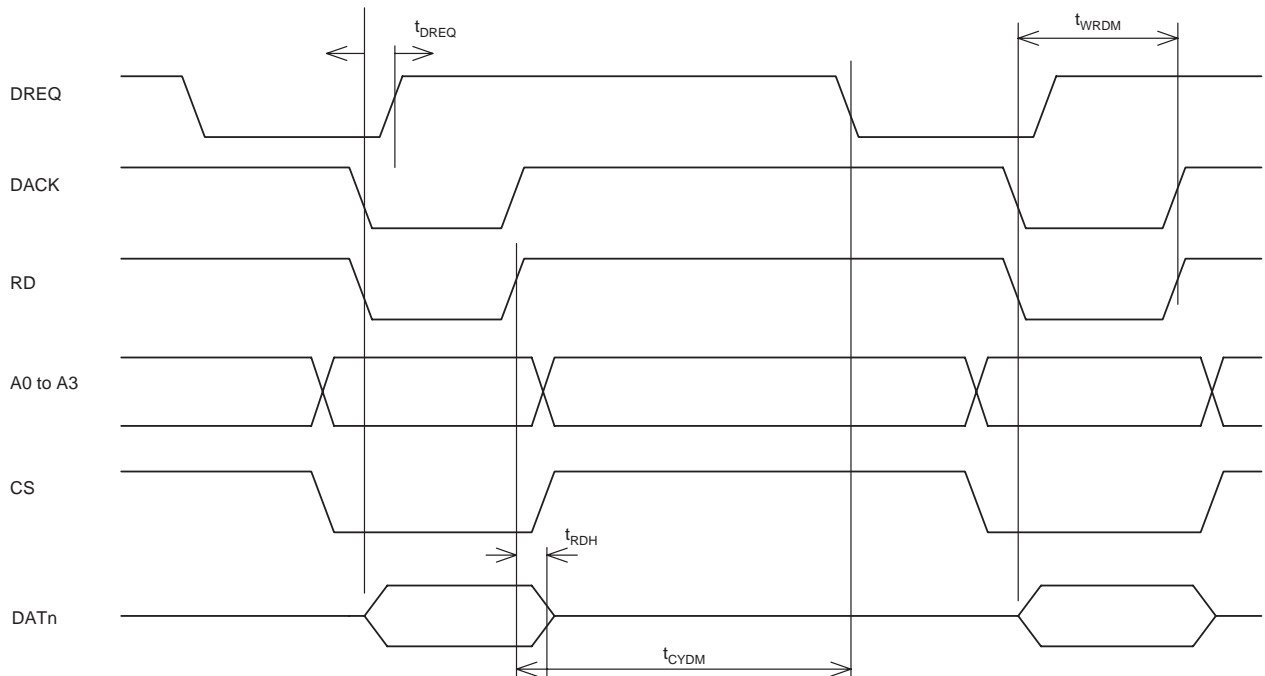 tDREQ
tWRDM
DREQ
DACK
RD
A0 to A3
CS
tRDH
DATn
tCYDM